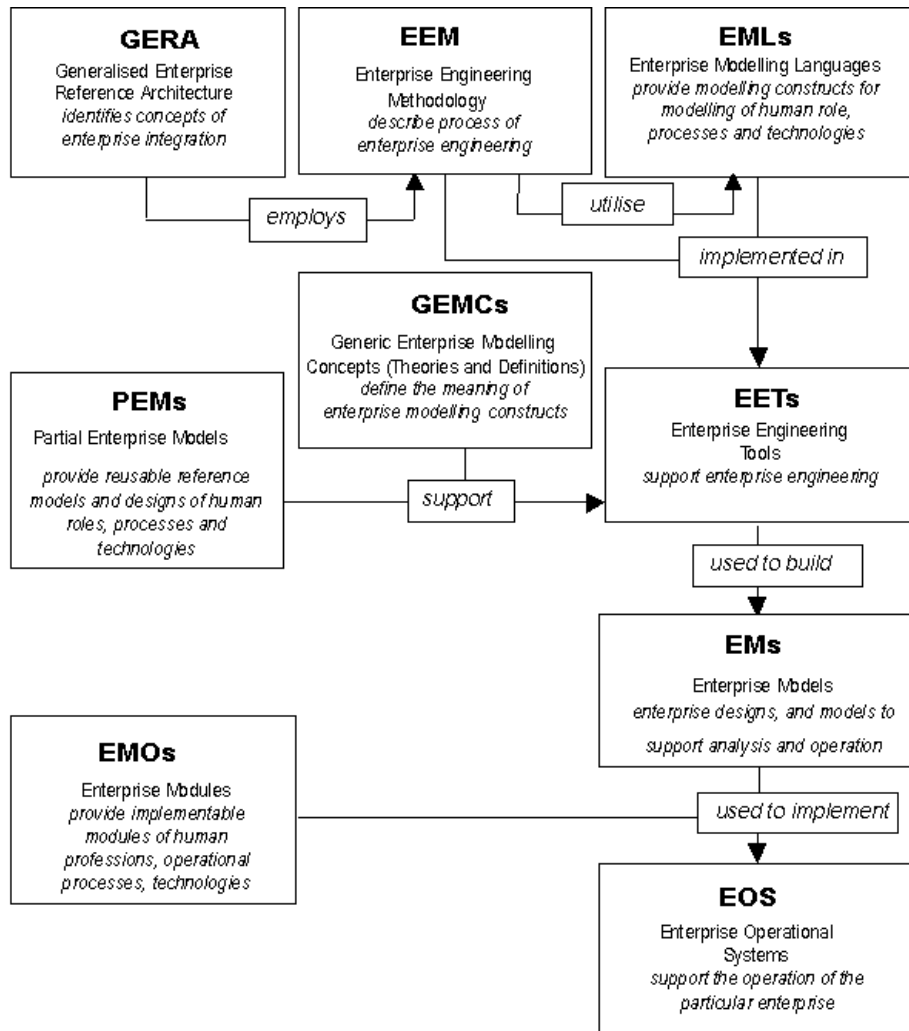 GERA
Generalised Enterprise
Reference Architecture
identifies concepts of
enterprise integration
EEM
Enterprise Engineering
Methodology
describe process of
enterprise engineering
EMLs
Enterprise Modelling Languages
provide modelling constructs for
modelling of human role,
processes and technologies
employs
utilise
implemented in
GEMCs
Generic Enterprise Modelling
Concepts (Theories and Definitions)
define the meaning of
enterprise modelling constructs
PEMs
Partial Enterprise Models
provide reusable reference
models and designs of human
roles, processes and
technologies
EETs
Enterprise Engineering
Tools
support enterprise engineering
support
used to build
EMs
Enterprise Models
enterprise designs, and models to
support analysis and operation
EMOs
Enterprise Modules
provide implementable
modules of human
professions, operational
processes, technologies
used to implement
EOS
Enterprise Operational
Systems
support the operation of the
particular enterprise